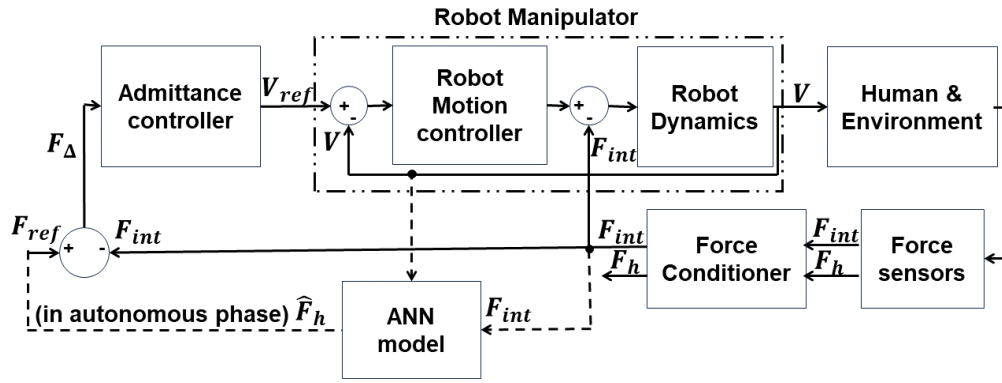 Robot Manipulator
Admittance
controller
V_ref
+
-
V
Robot
Motion
controller
+
-
F_int
Robot
Dynamics
V
Human &
Environment
F_Δ
F_ref
+
-
F_int
F_int
F_h
Force
Conditioner
F_int
F_h
Force
sensors
(in autonomous phase) F̂_h
ANN
model
F_int